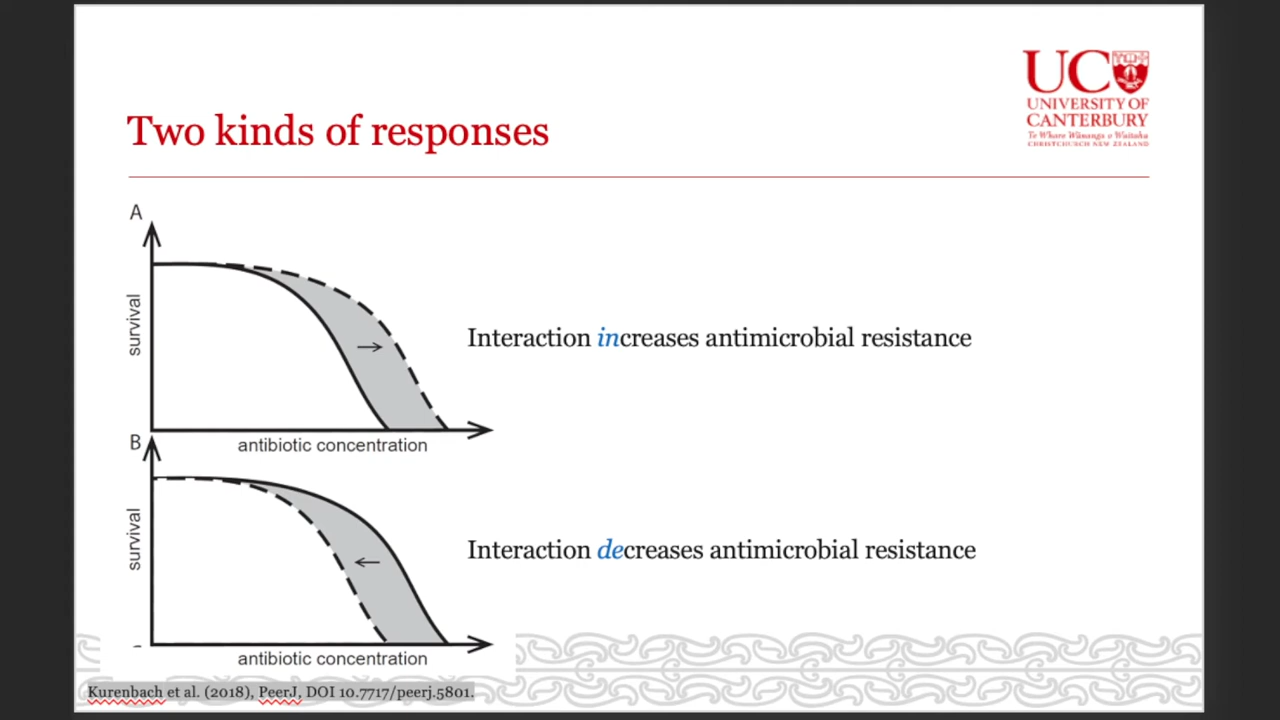 UC
UNIVERSITY OF
CANTERBURY
Te Whare Wānanga o Waitaha
CHRISTCHURCH NEW ZEALAND
Two kinds of responses
A
survival
Interaction increases antimicrobial resistance
antibiotic concentration
B
survival
Interaction decreases antimicrobial resistance
antibiotic concentration
Kurenbach et al. (2018), PeerJ, DOI 10.7717/peerj.5801.